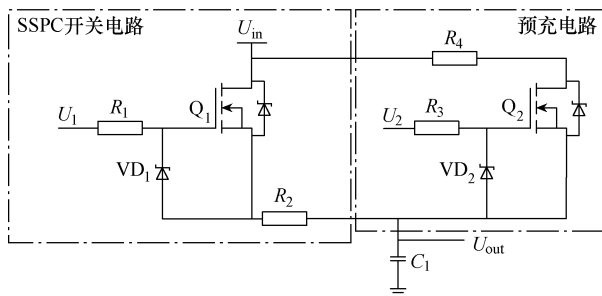 SSPC开关电路
预充电路
U_in
R_4
U_1
R_1
Q_1
U_2
R_3
Q_2
VD_1
VD_2
R_2
U_out
C_1